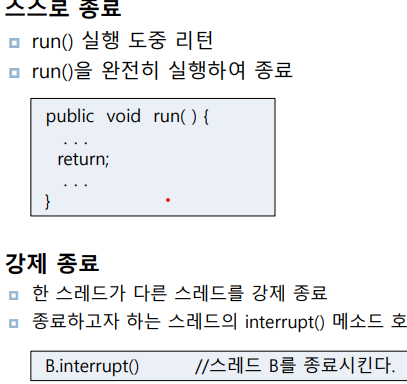 스스로 종료
run() 실행 도중 리턴
run()을 완전히 실행하여 종료
public void run( ) {
. . .
return;
. . .
}
강제 종료
한 스레드가 다른 스레드를 강제 종료
종료하고자 하는 스레드의 interrupt() 메소드 호
B.interrupt() //스레드 B를 종료시킨다.